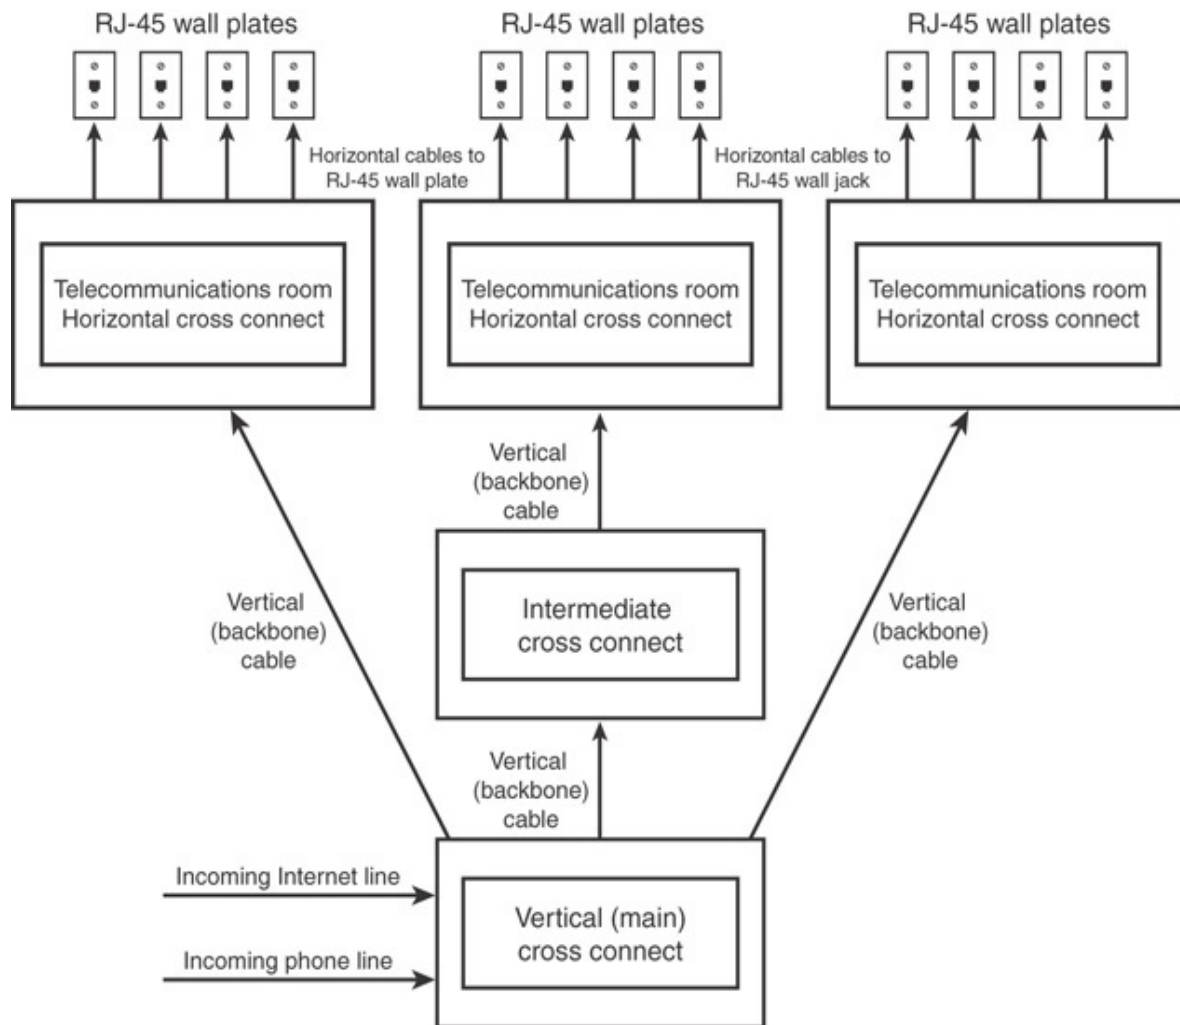 RJ-45 wall plates
RJ-45 wall plates
RJ-45 wall plates
Horizontal cables to
RJ-45 wall plate
Horizontal cables to
RJ-45 wall jack
Telecommunications room
Horizontal cross connect
Telecommunications room
Horizontal cross connect
Telecommunications room
Horizontal cross connect
Vertical
(backbone)
cable
Vertical
(backbone)
cable
Intermediate
cross connect
Vertical
(backbone)
cable
Vertical
(backbone)
cable
Incoming Internet line
Vertical (main)
cross connect
Incoming phone line